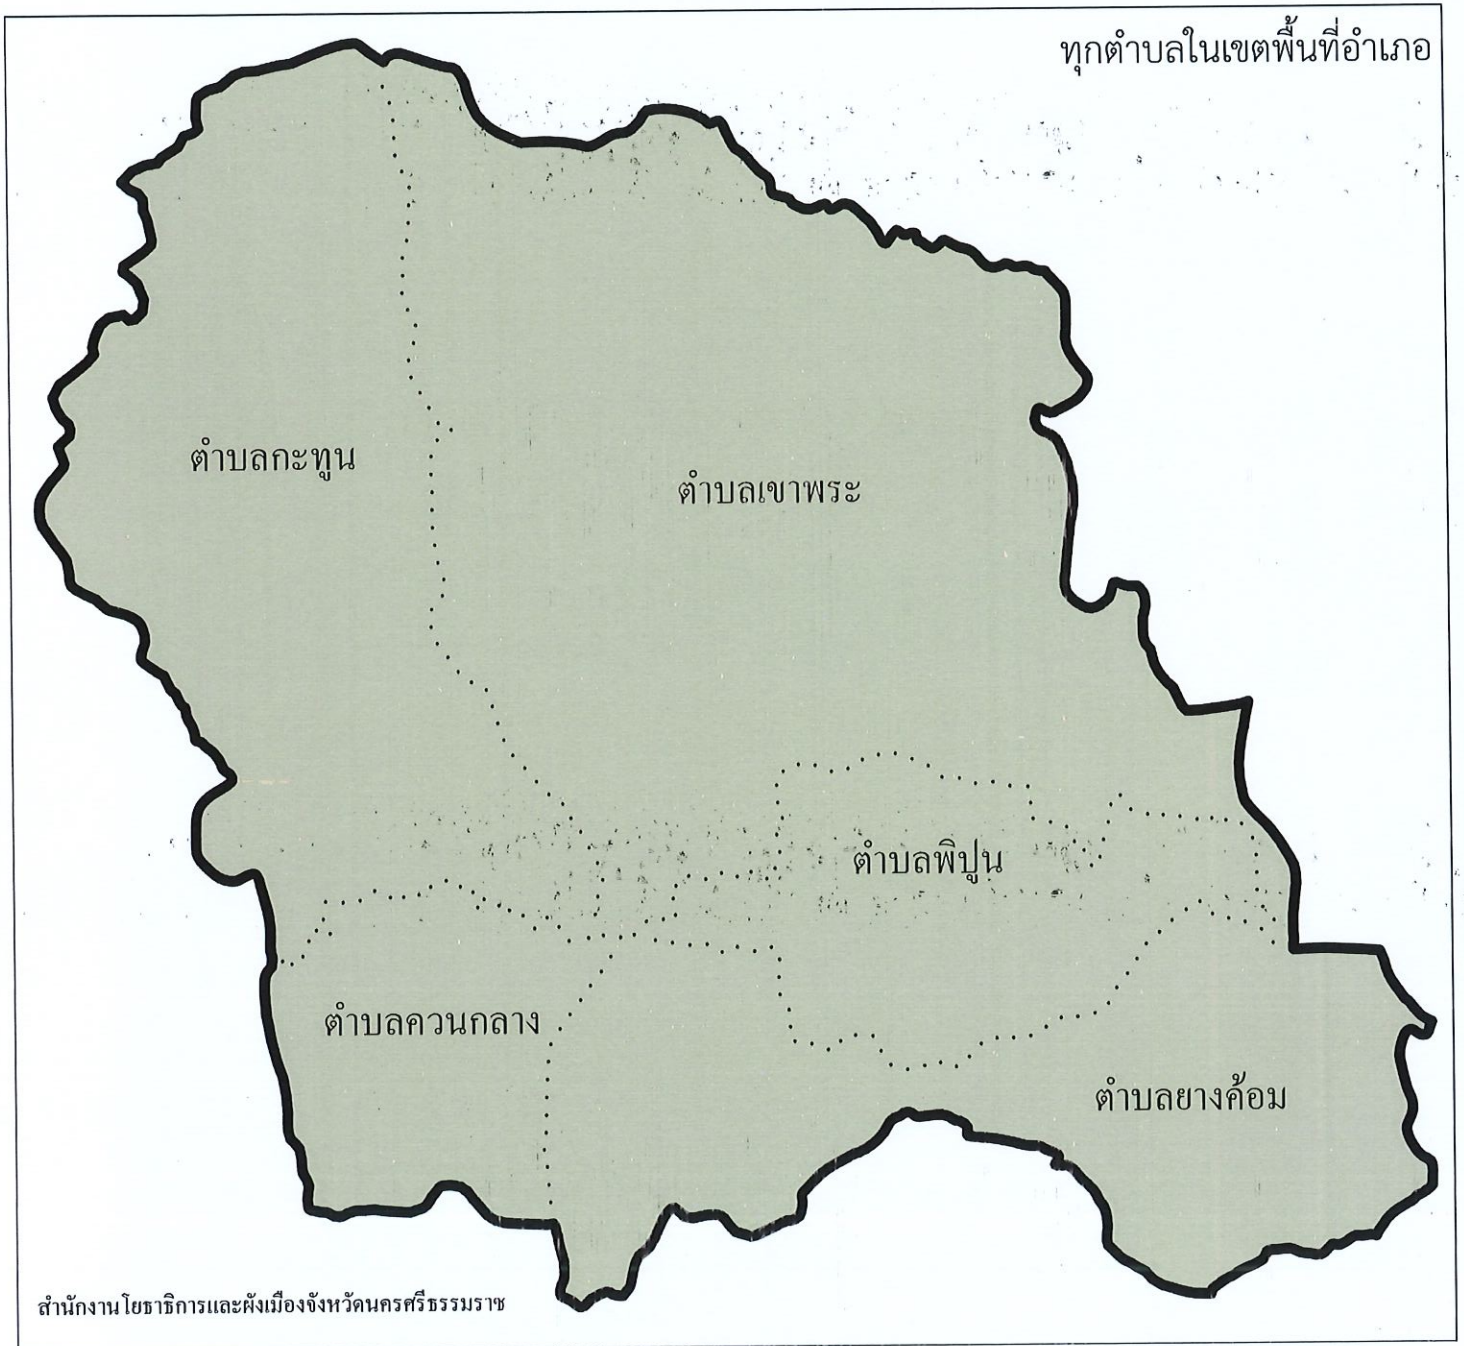 ทุกตำบลในเขตพื้นที่อำเภอ
ตำบลกะทูน
ตำบลเขาพระ
ตำบลพิปูน
ตำบลควนกลาง
ตำบลยางค้อม
สำนักงานโยธาธิการและผังเมืองจังหวัดนครศรีธรรมราช